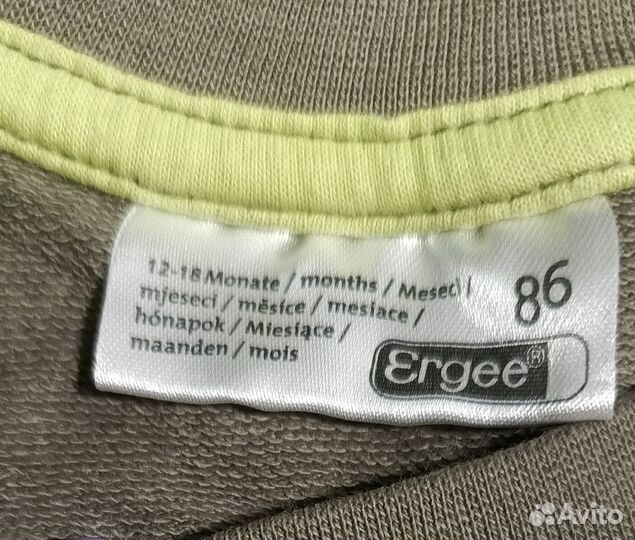 12-18 Monate / months / Meseci /
mjeseci / měsíce / mesiace /
hónapok / Miesiące /
maanden / mois
86
Ergee®
Avito